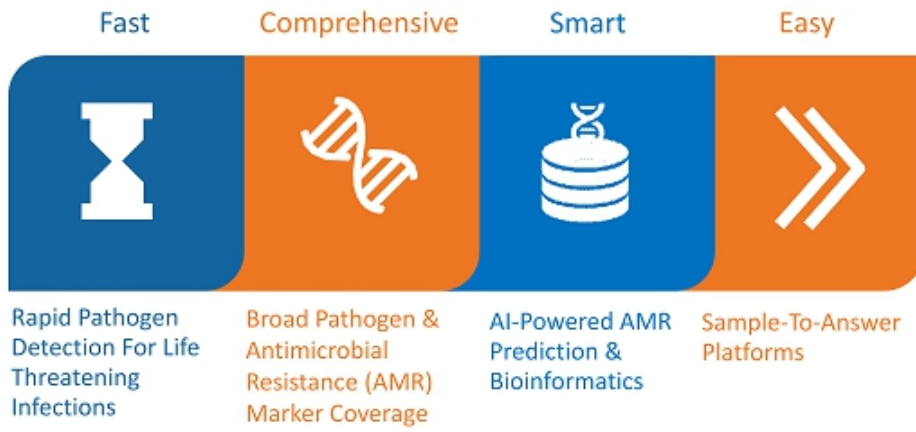 Fast
Comprehensive
Smart
Easy
Rapid Pathogen
Detection For Life
Threatening
Infections
Broad Pathogen &
Antimicrobial
Resistance (AMR)
Marker Coverage
AI-Powered AMR
Prediction &
Bioinformatics
Sample-To-Answer
Platforms